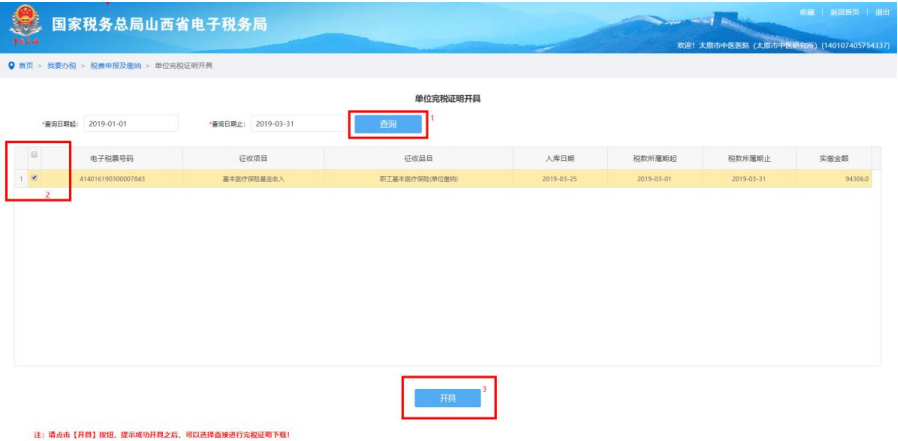 国家税务总局山西省电子税务局
收藏 | 返回首页 | 退出
欢迎！太原市中医医院（太原市中医研究所）(140107405754337)
首页 > 我要办税 > 税费申报及缴纳 > 单位完税证明开具
单位完税证明开具
*查询日期起： 2019-01-01 *查询日期止： 2019-03-31 查询 1
电子税票号码 征收项目 征收品目 入库日期 税款所属期起 税款所属期止 实缴金额
1 414016190300007843 基本医疗保险基金收入 职工基本医疗保险(单位缴纳) 2019-03-25 2019-03-01 2019-03-31 94306.0
2
开具 3
注：请点击【开具】按钮，提示成功开具之后，可以选择直接进行完税证明下载！